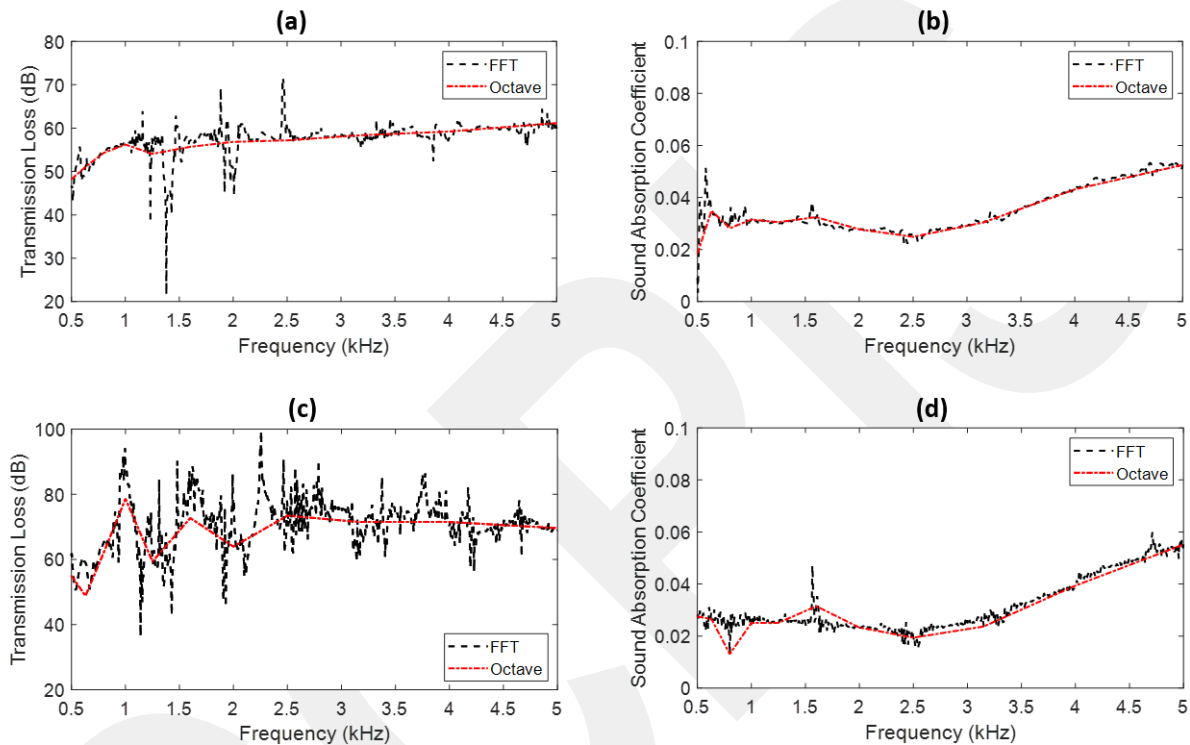 (a)
80
70
60
50
40
30
20
Transmission Loss (dB)
FFT
Octave
0.5 1 1.5 2 2.5 3 3.5 4 4.5 5
Frequency (kHz)
(b)
0.1
0.08
0.06
0.04
0.02
0
Sound Absorption Coefficient
FFT
Octave
0.5 1 1.5 2 2.5 3 3.5 4 4.5 5
Frequency (kHz)
(c)
100
80
60
40
20
Transmission Loss (dB)
FFT
Octave
0.5 1 1.5 2 2.5 3 3.5 4 4.5 5
Frequency (kHz)
(d)
0.1
0.08
0.06
0.04
0.02
0
Sound Absorption Coefficient
FFT
Octave
0.5 1 1.5 2 2.5 3 3.5 4 4.5 5
Frequency (kHz)